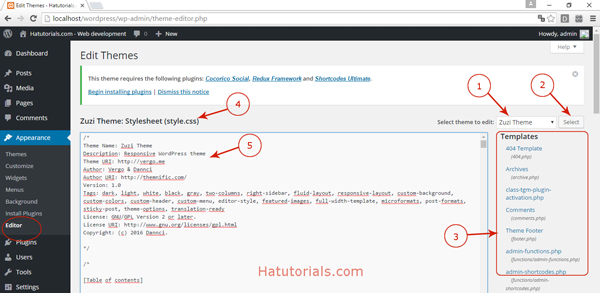 Edit Themes ‹ Hatutorials.c
localhost/wordpress/wp-admin/theme-editor.php
Hatutorials.com - Web development
0
+ New
Howdy, admin
Dashboard
Posts
Media
Pages
Comments
Appearance
Themes
Customize
Widgets
Menus
Background
Install Plugins
Editor
Plugins
Users
Tools
Settings
Help
Edit Themes
This theme requires the following plugins: Cocorico Social, Redux Framework and Shortcodes Ultimate.
Begin installing plugins | Dismiss this notice
1
2
4
Zuzi Theme: Stylesheet (style.css)
Select theme to edit: Zuzi Theme Select
5
/*
Theme Name: Zuzi Theme
Description: Responsive WordPress theme
Theme URI: http://vergo.me
Author: Vergo & Dannci
Author URI: http://themnific.com/
Version: 1.0
Tags: dark, light, white, black, gray, two-columns, right-sidebar, fluid-layout, responsive-layout, custom-background,
custom-colors, custom-header, custom-menu, editor-style, featured-images, full-width-template, microformats, post-formats,
sticky-post, theme-options, translation-ready
License: GNU/GPL Version 2 or later.
License URI: http://www.gnu.org/licenses/gpl.html
Copyright: (c) 2016 Dannci.
*/
/*
[Table of contents]
Hatutorials.com
3
Templates
404 Template
(404.php)
Archives
(archive.php)
class-tgm-plugin-
activation.php
Comments
(comments.php)
Theme Footer
(footer.php)
admin-functions.php
(functions/admin-functions.php)
admin-shortcodes.php
(functions/admin-
shortcodes.php)